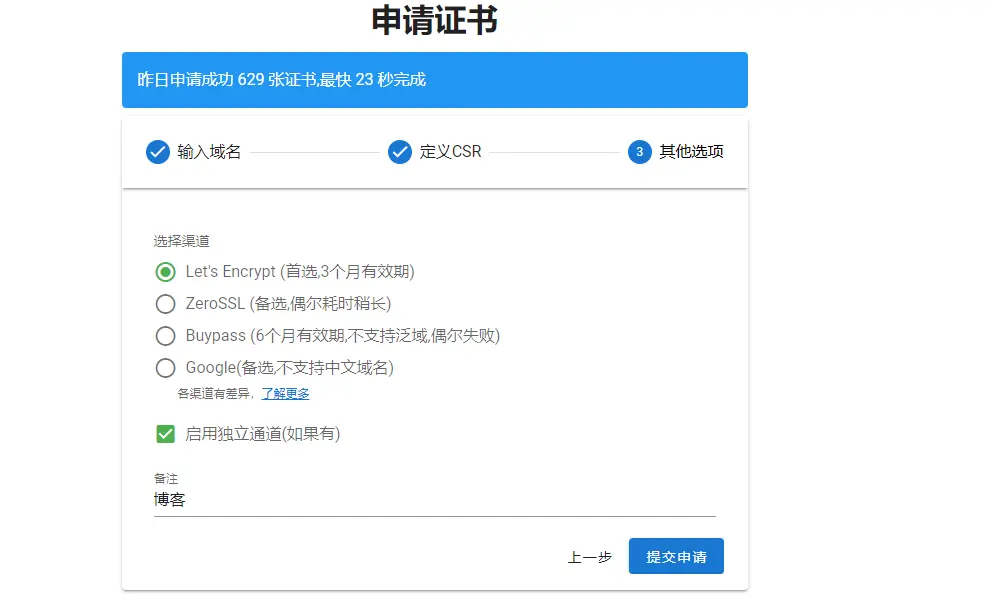 申请证书
昨日申请成功 629 张证书,最快 23 秒完成
输入域名 定义CSR 3 其他选项
选择渠道
Let's Encrypt (首选,3个月有效期)
ZeroSSL (备选,偶尔耗时稍长)
Buypass (6个月有效期,不支持泛域,偶尔失败)
Google(备选,不支持中文域名)
各渠道有差异，了解更多
启用独立通道(如果有)
备注
博客
上一步 提交申请